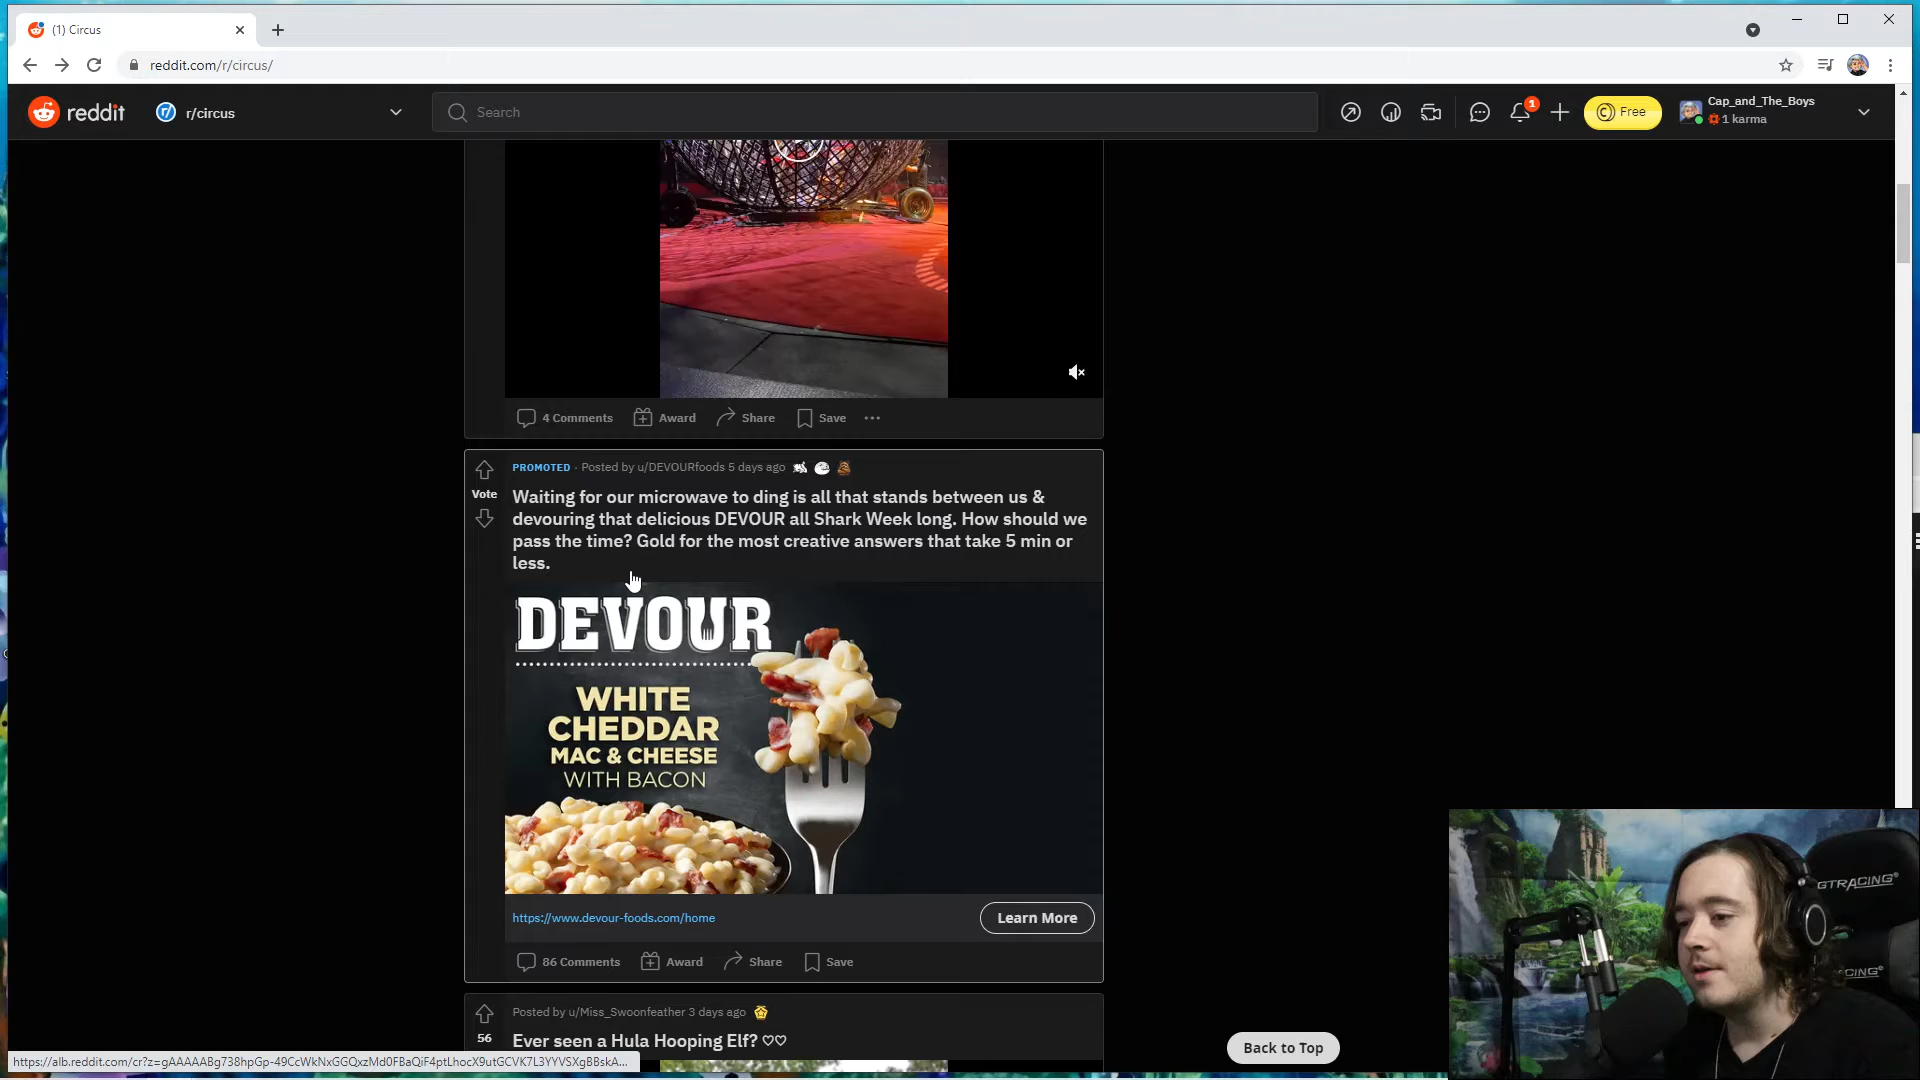 (1) Circus
reddit.com/r/circus/
reddit
r/circus
Search
1
Free
Cap_and_The_Boys
1 karma
4 Comments
Award
Share
Save
PROMOTED · Posted by u/DEVOURfoods 5 days ago
Vote
Waiting for our microwave to ding is all that stands between us &
devouring that delicious DEVOUR all Shark Week long. How should we
pass the time? Gold for the most creative answers that take 5 min or
less.
DEVOUR
WHITE
CHEDDAR
MAC & CHEESE
WITH BACON
https://www.devour-foods.com/home
Learn More
86 Comments
Award
Share
Save
Posted by u/Miss_Swoonfeather 3 days ago
56
Ever seen a Hula Hooping Elf? ♡♡
Back to Top
GTRACING